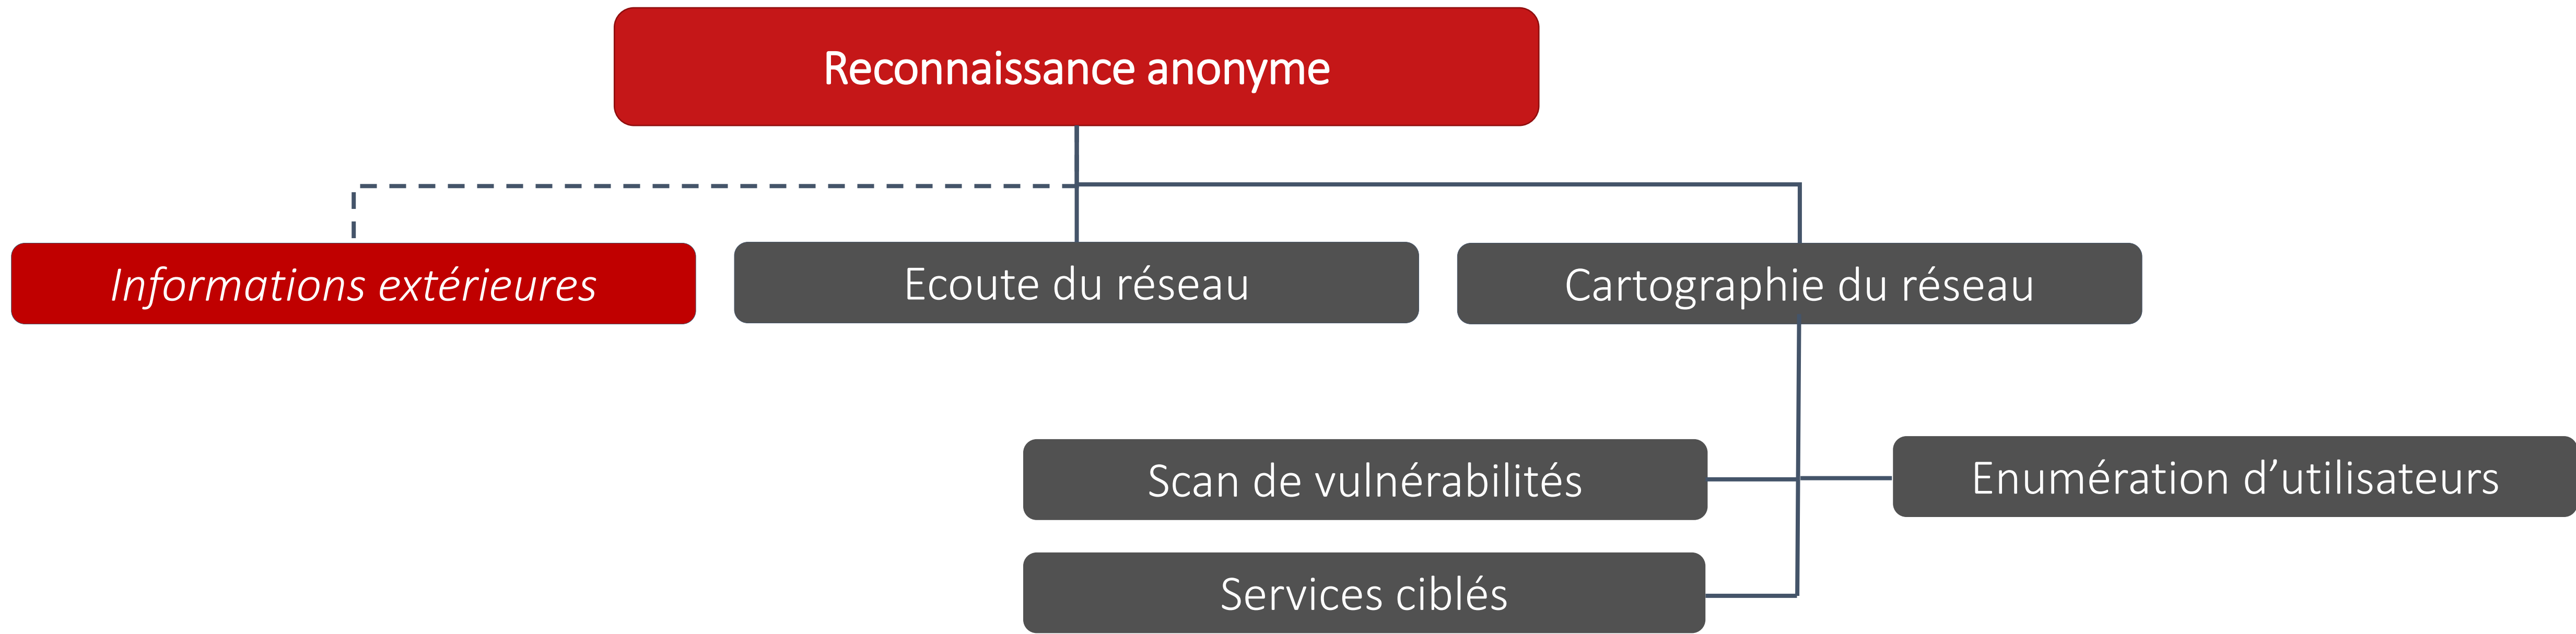 Reconnaissance anonyme
Informations extérieures
Ecoute du réseau
Cartographie du réseau
Scan de vulnérabilités
Enumération d’utilisateurs
Services ciblés